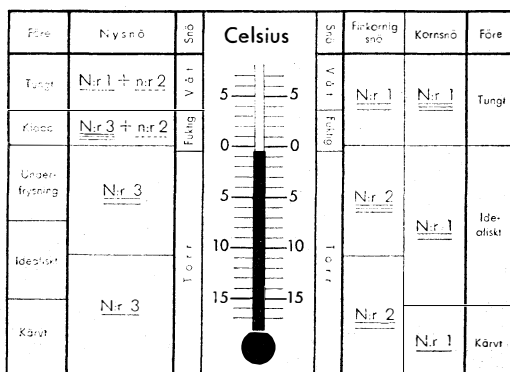 Före Nysnö Snö Celsius Snö Finkornig snö Kornsnö Före
Tungt N:r 1 + n:r 2 Våt 5 5 Våt N:r 1 N:r 1 Tungt
Klabb N:r 3 + n:r 2 Fuktig 0 0 Fuktig
Under-
frysning N:r 3 5 5 N:r 2 N:r 1 Ide-
aliskt
Idealiskt Torr 10 10 Torr
N:r 3 15 15 N:r 2
Kärvt N:r 1 Kärvt